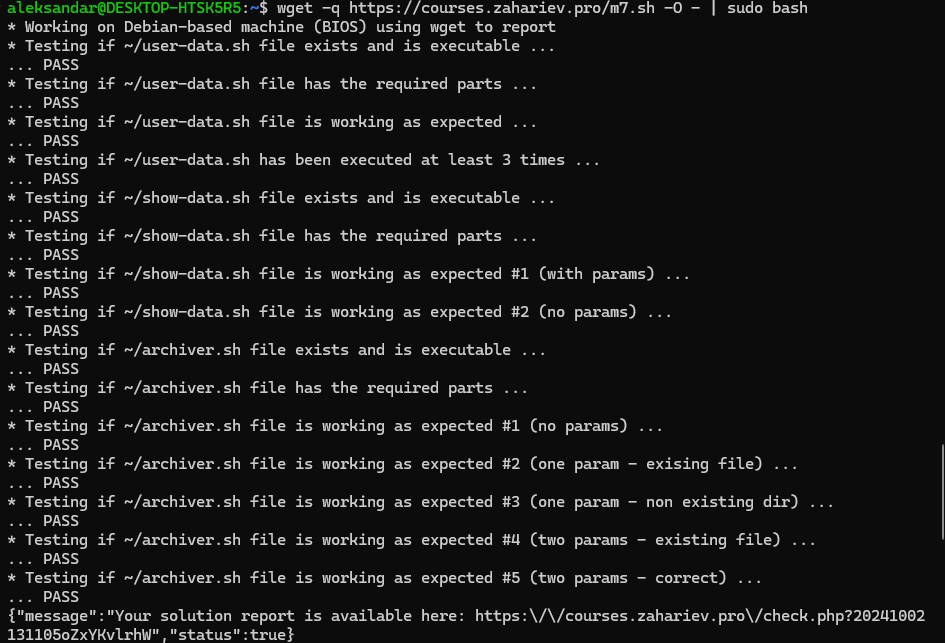 aleksandar@DESKTOP-HTSK5R5:~$ wget -q https://courses.zahariev.pro/m7.sh -O - | sudo bash
* Working on Debian-based machine (BIOS) using wget to report
* Testing if ~/user-data.sh file exists and is executable ...
... PASS
* Testing if ~/user-data.sh file has the required parts ...
... PASS
* Testing if ~/user-data.sh file is working as expected ...
... PASS
* Testing if ~/user-data.sh has been executed at least 3 times ...
... PASS
* Testing if ~/show-data.sh file exists and is executable ...
... PASS
* Testing if ~/show-data.sh file has the required parts ...
... PASS
* Testing if ~/show-data.sh file is working as expected #1 (with params) ...
... PASS
* Testing if ~/show-data.sh file is working as expected #2 (no params) ...
... PASS
* Testing if ~/archiver.sh file exists and is executable ...
... PASS
* Testing if ~/archiver.sh file has the required parts ...
... PASS
* Testing if ~/archiver.sh file is working as expected #1 (no params) ...
... PASS
* Testing if ~/archiver.sh file is working as expected #2 (one param - exising file) ...
... PASS
* Testing if ~/archiver.sh file is working as expected #3 (one param - non existing dir) ...
... PASS
* Testing if ~/archiver.sh file is working as expected #4 (two params - existing file) ...
... PASS
* Testing if ~/archiver.sh file is working as expected #5 (two params - correct) ...
... PASS
{"message":"Your solution report is available here: https:\/\/courses.zahariev.pro\/check.php?20241002
131105oZxYKvlrhW","status":true}